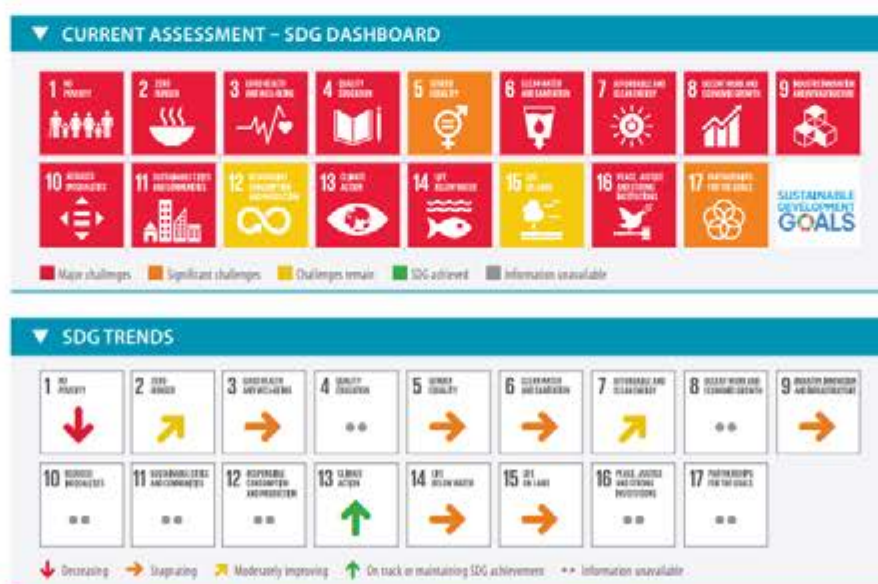 ▼ CURRENT ASSESSMENT – SDG DASHBOARD
1 NO POVERTY
2 ZERO HUNGER
3 GOOD HEALTH AND WELL-BEING
4 QUALITY EDUCATION
5 GENDER EQUALITY
6 CLEAN WATER AND SANITATION
7 AFFORDABLE AND CLEAN ENERGY
8 DECENT WORK AND ECONOMIC GROWTH
9 INDUSTRY, INNOVATION AND INFRASTRUCTURE
10 REDUCED INEQUALITIES
11 SUSTAINABLE CITIES AND COMMUNITIES
12 RESPONSIBLE CONSUMPTION AND PRODUCTION
13 CLIMATE ACTION
14 LIFE BELOW WATER
15 LIFE ON LAND
16 PEACE, JUSTICE AND STRONG INSTITUTIONS
17 PARTNERSHIPS FOR THE GOALS
SUSTAINABLE
DEVELOPMENT
GOALS
Major challenges Significant challenges Challenges remain SDG achieved Information unavailable
▼ SDG TRENDS
1 NO POVERTY
2 ZERO HUNGER
3 GOOD HEALTH AND WELL-BEING
4 QUALITY EDUCATION
5 GENDER EQUALITY
6 CLEAN WATER AND SANITATION
7 AFFORDABLE AND CLEAN ENERGY
8 DECENT WORK AND ECONOMIC GROWTH
9 INDUSTRY, INNOVATION AND INFRASTRUCTURE
10 REDUCED INEQUALITIES
11 SUSTAINABLE CITIES AND COMMUNITIES
12 RESPONSIBLE CONSUMPTION AND PRODUCTION
13 CLIMATE ACTION
14 LIFE BELOW WATER
15 LIFE ON LAND
16 PEACE, JUSTICE AND STRONG INSTITUTIONS
17 PARTNERSHIPS FOR THE GOALS
Decreasing Stagnating Moderately improving On track or maintaining SDG achievement Information unavailable